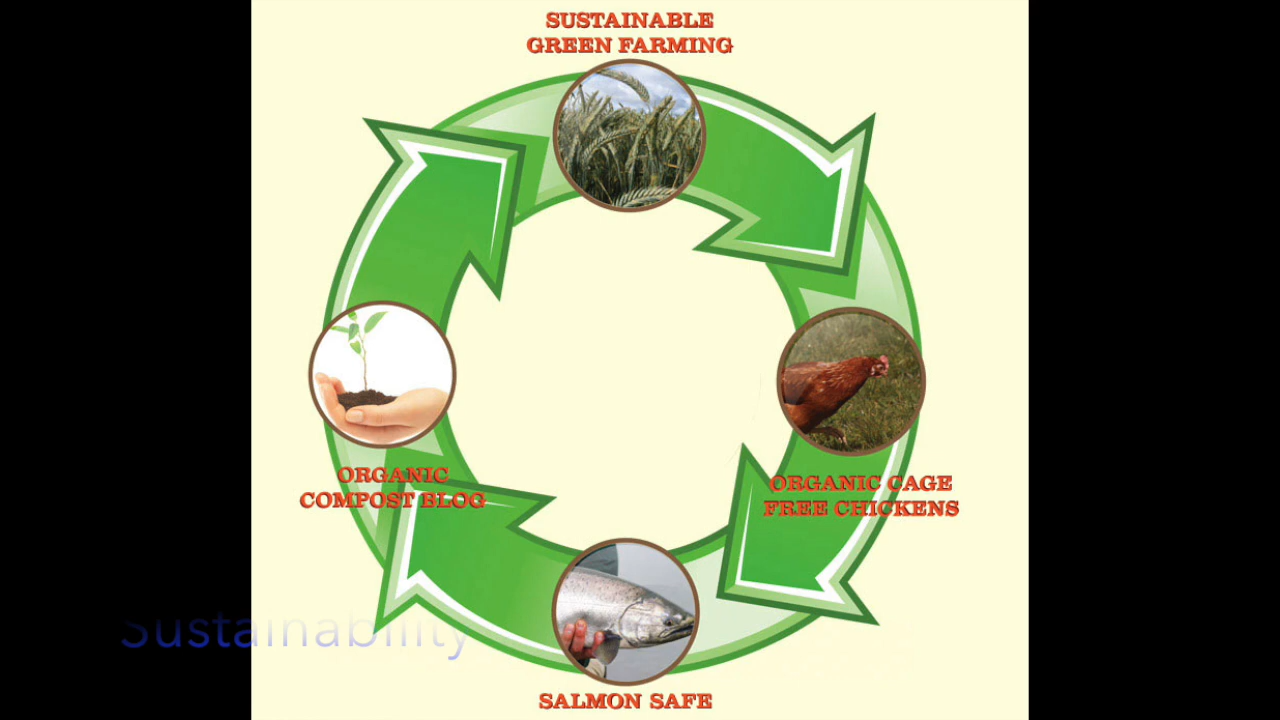 SUSTAINABLE
GREEN FARMING
ORGANIC
COMPOST BLOG
ORGANIC CAGE
FREE CHICKENS
Sustainability
SALMON SAFE